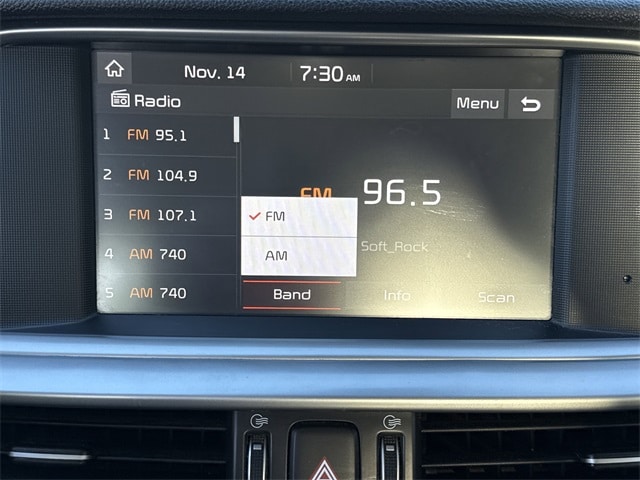 Nov. 14 7:30 AM
Radio Menu
1 FM 95.1
2 FM 104.9
3 FM 107.1
4 AM 740
5 AM 740
FM 96.5
Soft_Rock
FM
AM
Band Info Scan